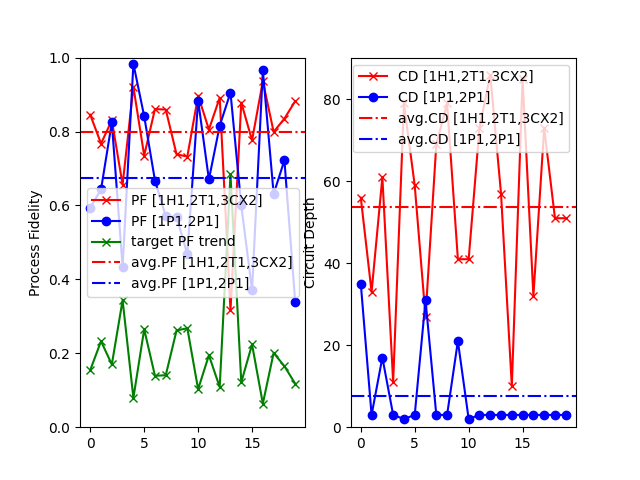 Process Fidelity
1.0
0.8
0.6
0.4
0.2
0.0
0
5
10
15
PF [1H1,2T1,3CX2]
PF [1P1,2P1]
target PF trend
avg.PF [1H1,2T1,3CX2]
avg.PF [1P1,2P1]
Circuit Depth
80
60
40
20
0
0
5
10
15
CD [1H1,2T1,3CX2]
CD [1P1,2P1]
avg.CD [1H1,2T1,3CX2]
avg.CD [1P1,2P1]